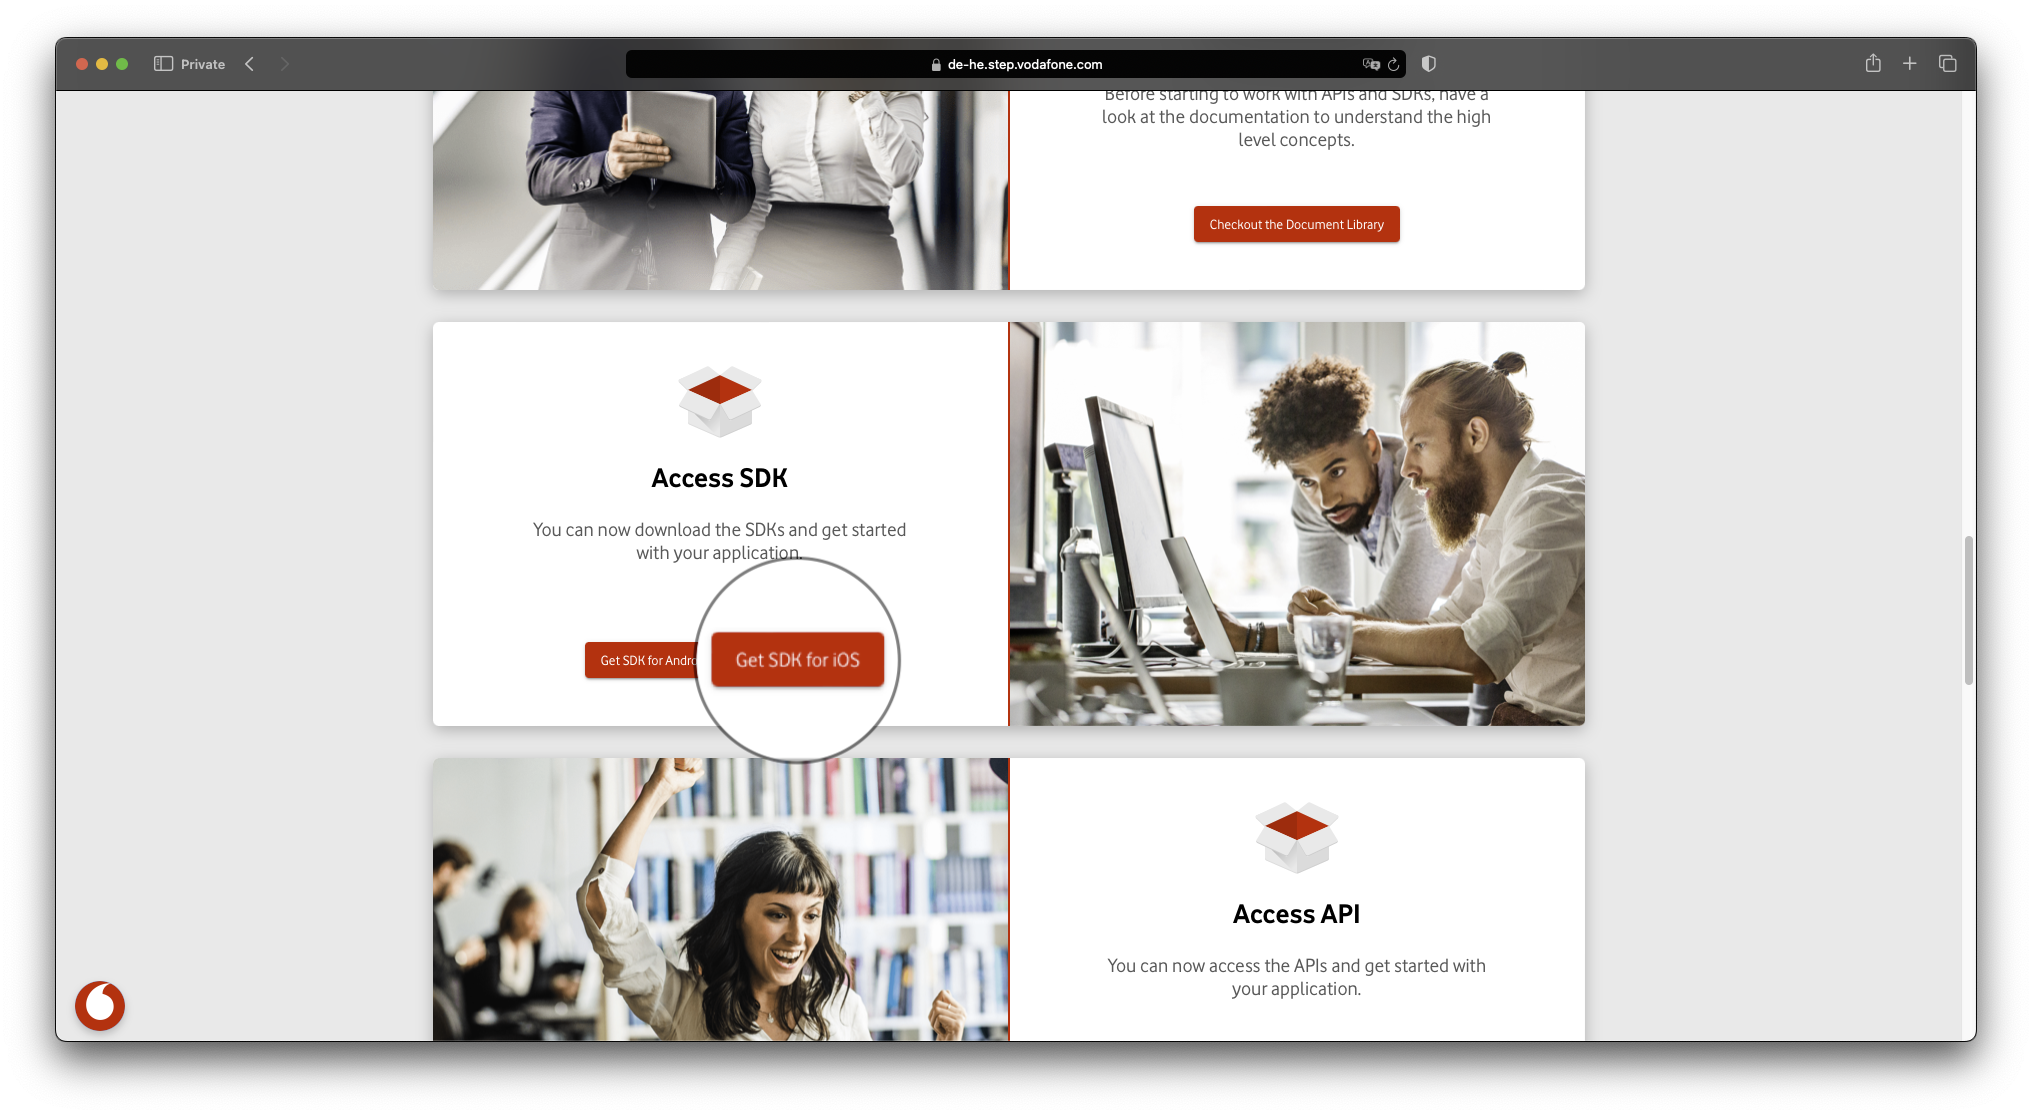 Private
de-he.step.vodafone.com
Before starting to work with APIs and SDKs, have a
look at the documentation to understand the high
level concepts.
Checkout the Document Library
Access SDK
You can now download the SDKs and get started
with your application.
Get SDK for Andro
Get SDK for iOS
Access API
You can now access the APIs and get started with
your application.